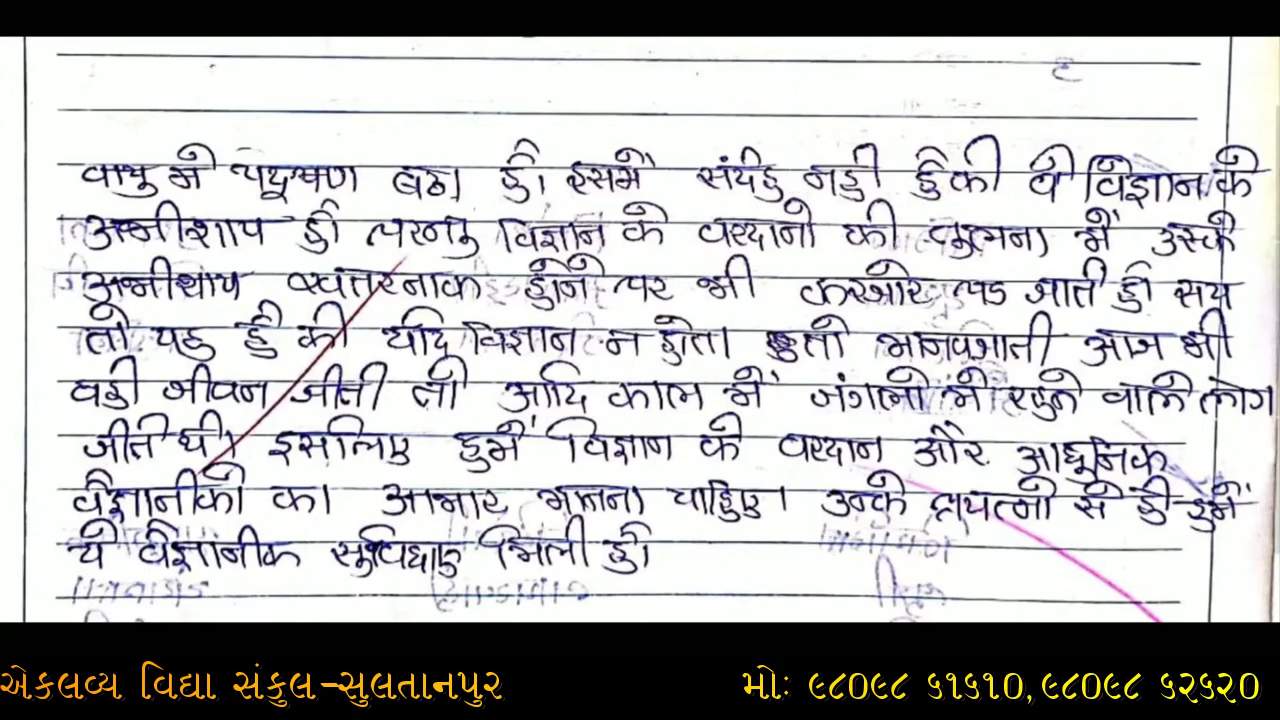 वायु मे प्रदूषण बढा है। इसमें संदेह नही है की ये विज्ञान के
अभीशाप है। परन्तु विज्ञान के वरदानो की तुलना में उस्के
अभीशाप खतरनाक होने पर भी कमजोर पड जाते है। सच
तो यह है की यदि विज्ञान न होता तो मानवजाती आज भी
वही जीवन जीती जो आदि काल में जंगलो मे रहने वाले लोग
जीते थे। इसलिए हमें विज्ञान के वरदान और आधुनिक
वैज्ञानीको का आभार मानना चाहिए। उन्के प्रयत्नो से ही हमें
ये वैज्ञानीक सुविधाए मिली है।
એકલવ્ય વિદ્યા સંકુલ-સુલતાનપુર
મોઃ ૯૮૦૯૮ ૬૧૬૧૦, ૯૮૦૯૮ ૬૨૬૨૦